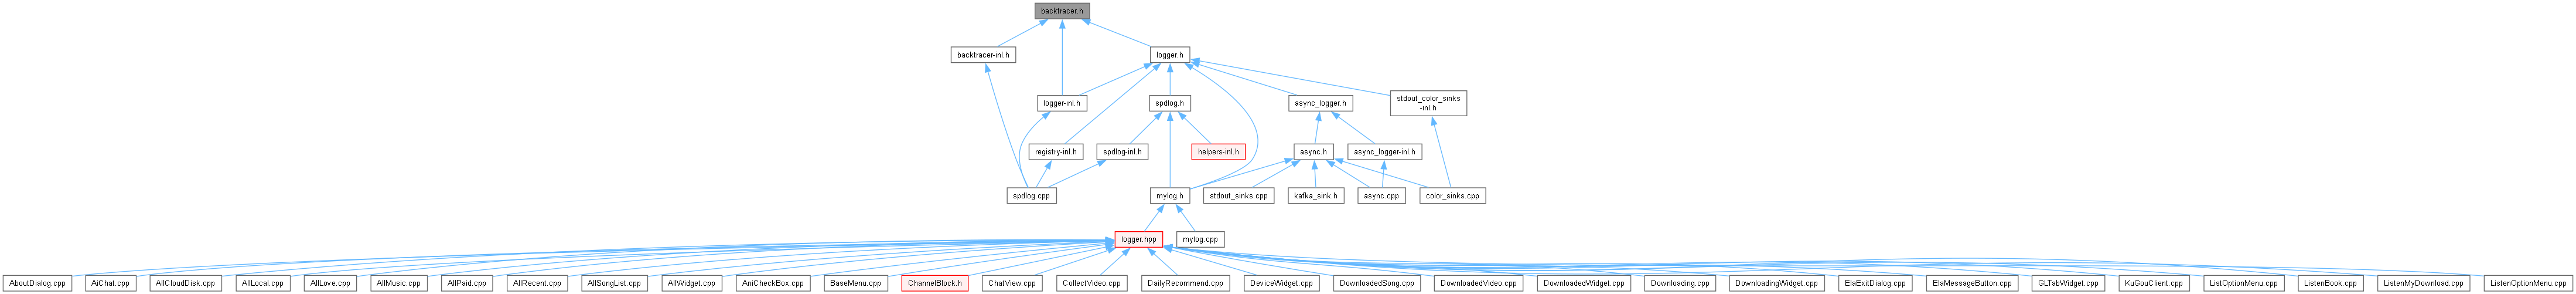 backtracer.h
backtracer-inl.h
logger.h
logger-inl.h
spdlog.h
async_logger.h
stdout_color_sinks
-inl.h
registry-inl.h
spdlog-inl.h
helpers-inl.h
async.h
async_logger-inl.h
spdlog.cpp
mylog.h
stdout_sinks.cpp
kafka_sink.h
async.cpp
color_sinks.cpp
logger.hpp
mylog.cpp
AboutDialog.cpp
AiChat.cpp
AllCloudDisk.cpp
AllLocal.cpp
AllLove.cpp
AllMusic.cpp
AllPaid.cpp
AllRecent.cpp
AllSongList.cpp
AllWidget.cpp
AniCheckBox.cpp
BaseMenu.cpp
ChannelBlock.h
ChatView.cpp
CollectVideo.cpp
DailyRecommend.cpp
DeviceWidget.cpp
DownloadedSong.cpp
DownloadedVideo.cpp
DownloadedWidget.cpp
Downloading.cpp
DownloadingWidget.cpp
ElaExitDialog.cpp
ElaMessageButton.cpp
GLTabWidget.cpp
KuGouClient.cpp
ListOptionMenu.cpp
ListenBook.cpp
ListenMyDownload.cpp
ListenOptionMenu.cpp